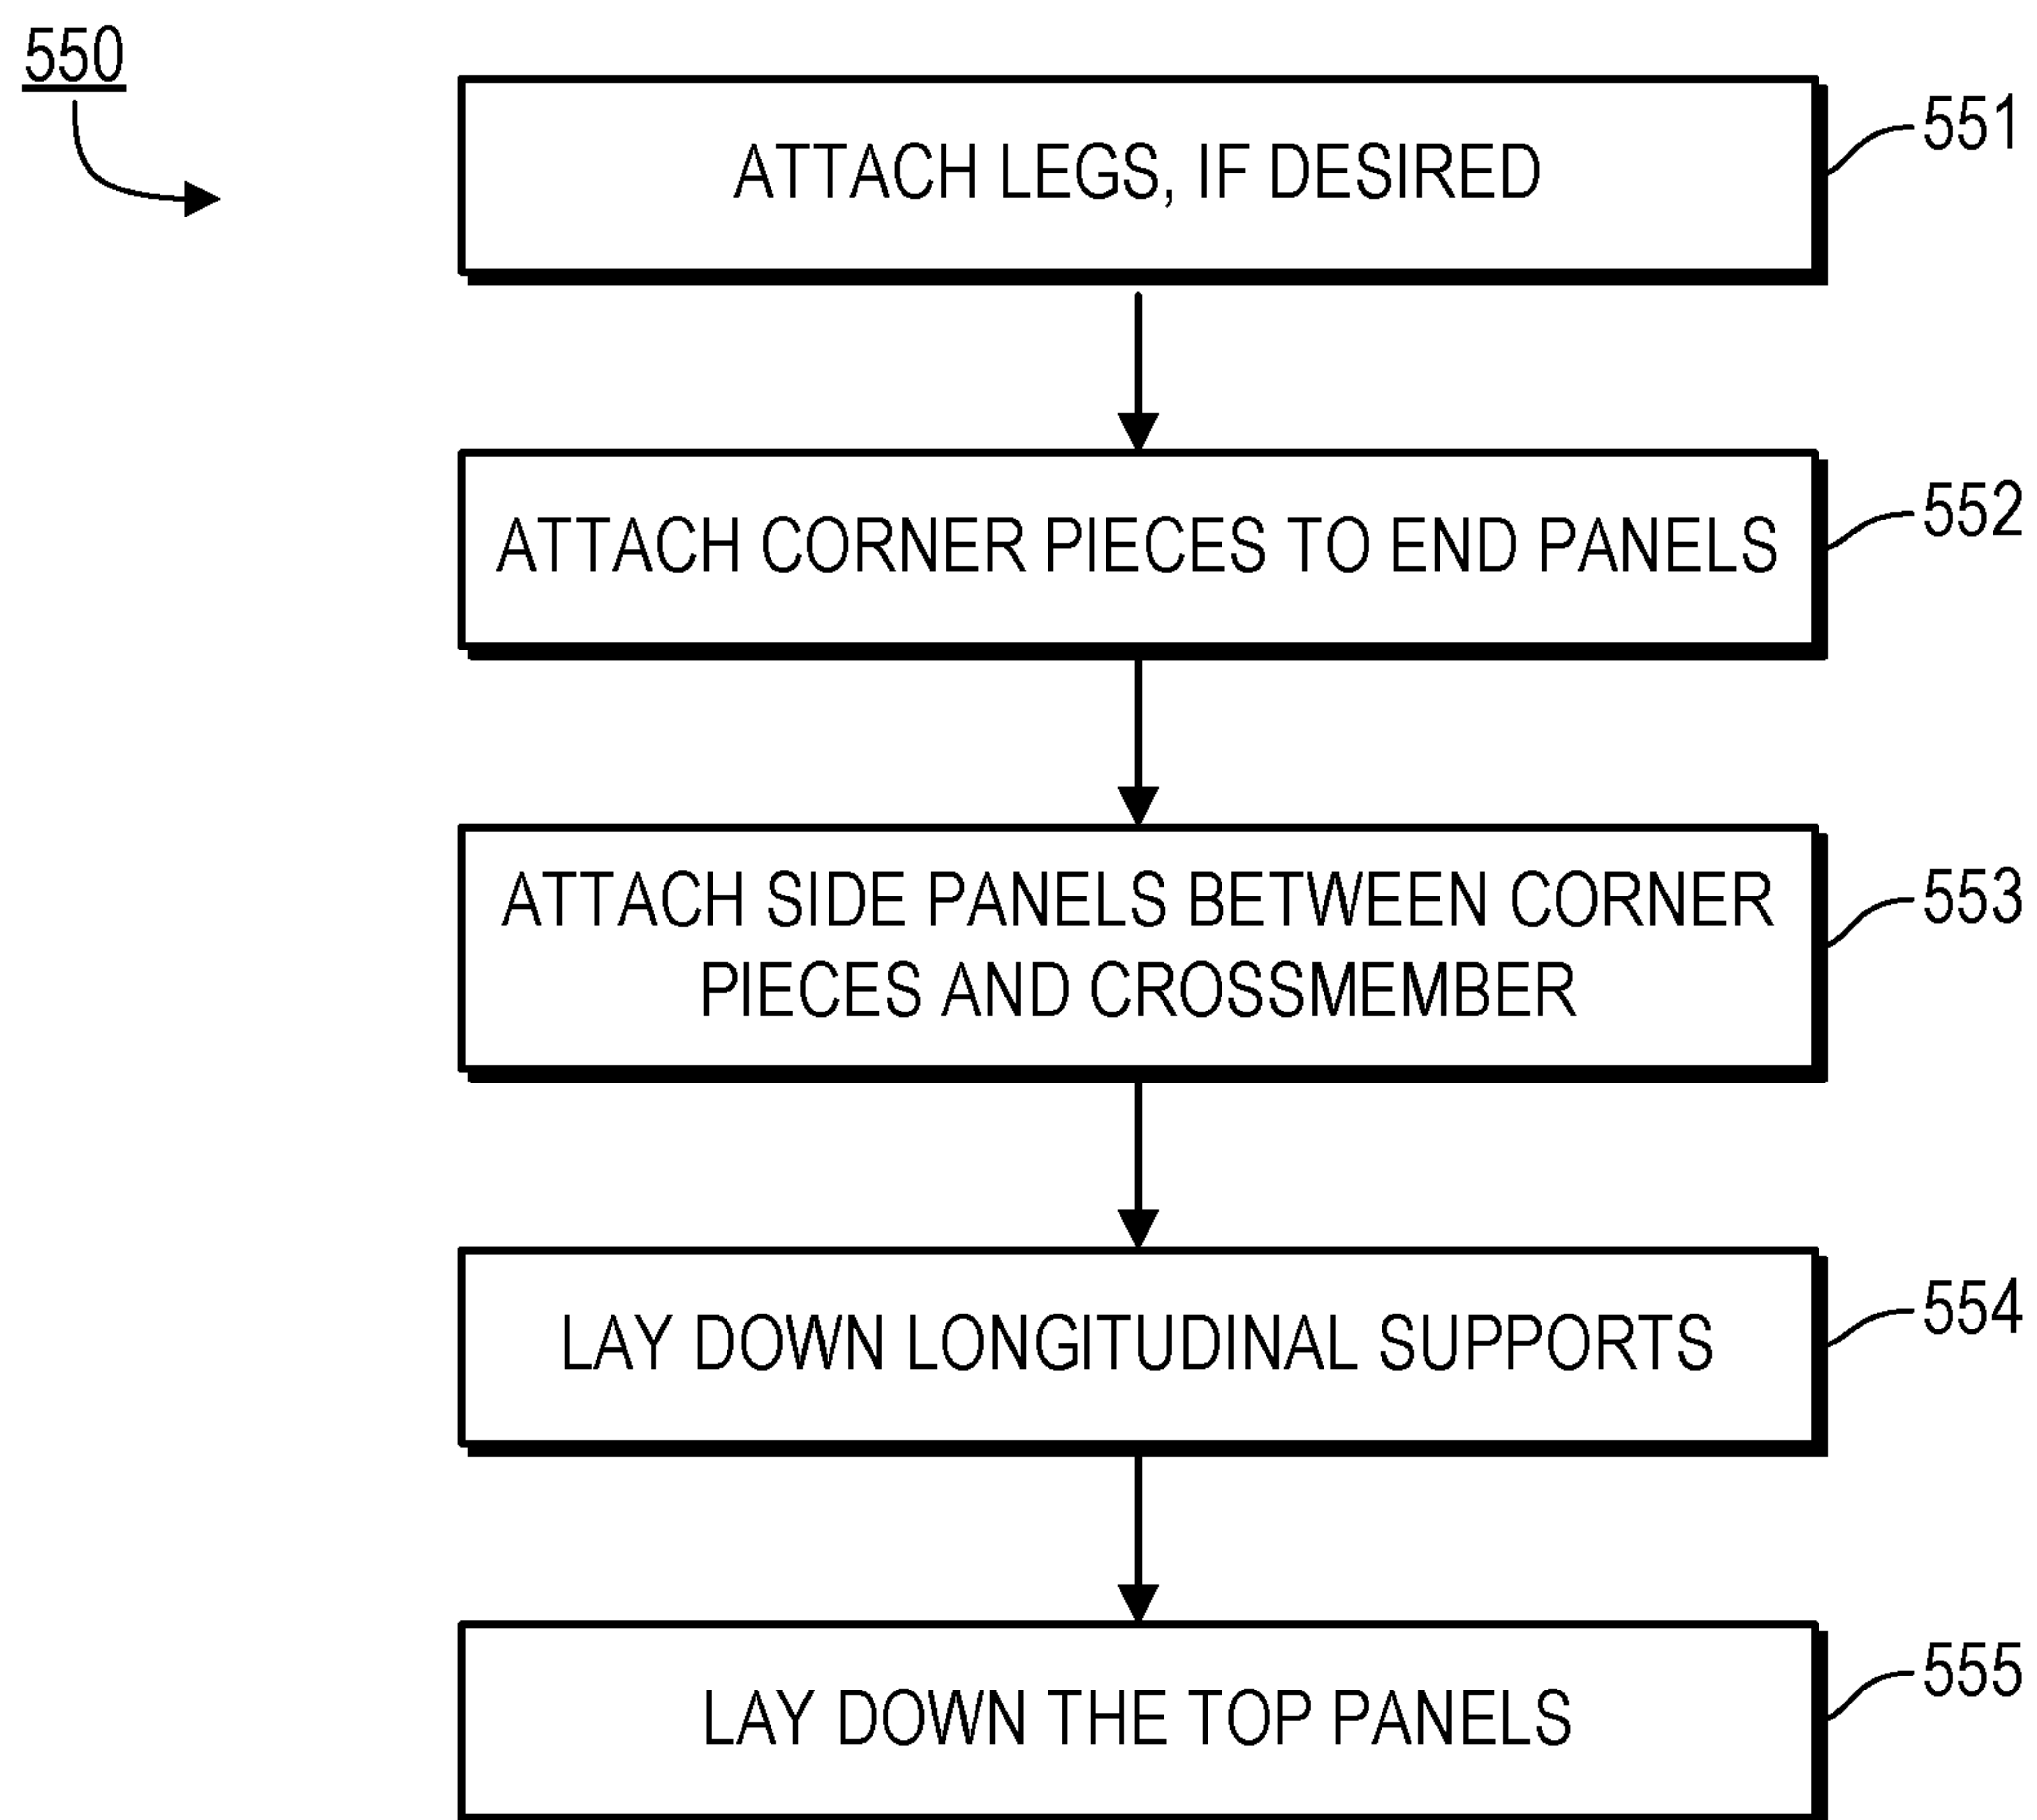 550
ATTACH LEGS, IF DESIRED
551
ATTACH CORNER PIECES TO END PANELS
552
ATTACH SIDE PANELS BETWEEN CORNER
PIECES AND CROSSMEMBER
553
LAY DOWN LONGITUDINAL SUPPORTS
554
LAY DOWN THE TOP PANELS
555